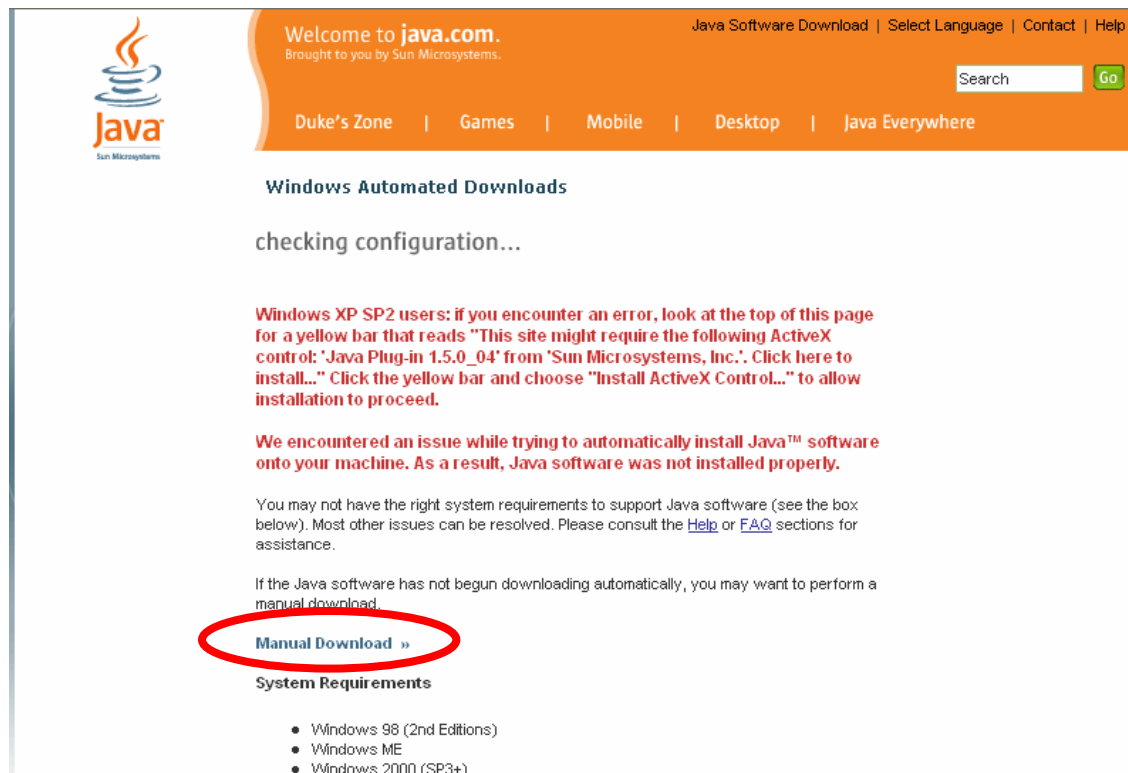 Java
Sun Microsystems
Welcome to java.com.
Brought to you by Sun Microsystems.
Java Software Download | Select Language | Contact | Help
Search Go
Duke's Zone | Games | Mobile | Desktop | Java Everywhere
Windows Automated Downloads
checking configuration...
Windows XP SP2 users: if you encounter an error, look at the top of this page
for a yellow bar that reads "This site might require the following ActiveX
control: 'Java Plug-in 1.5.0_04' from 'Sun Microsystems, Inc.'. Click here to
install..." Click the yellow bar and choose "Install ActiveX Control..." to allow
installation to proceed.
We encountered an issue while trying to automatically install Java™ software
onto your machine. As a result, Java software was not installed properly.
You may not have the right system requirements to support Java software (see the box
below). Most other issues can be resolved. Please consult the Help or FAQ sections for
assistance.
If the Java software has not begun downloading automatically, you may want to perform a
manual download.
Manual Download »
System Requirements
● Windows 98 (2nd Editions)
● Windows ME
● Windows 2000 (SP3+)